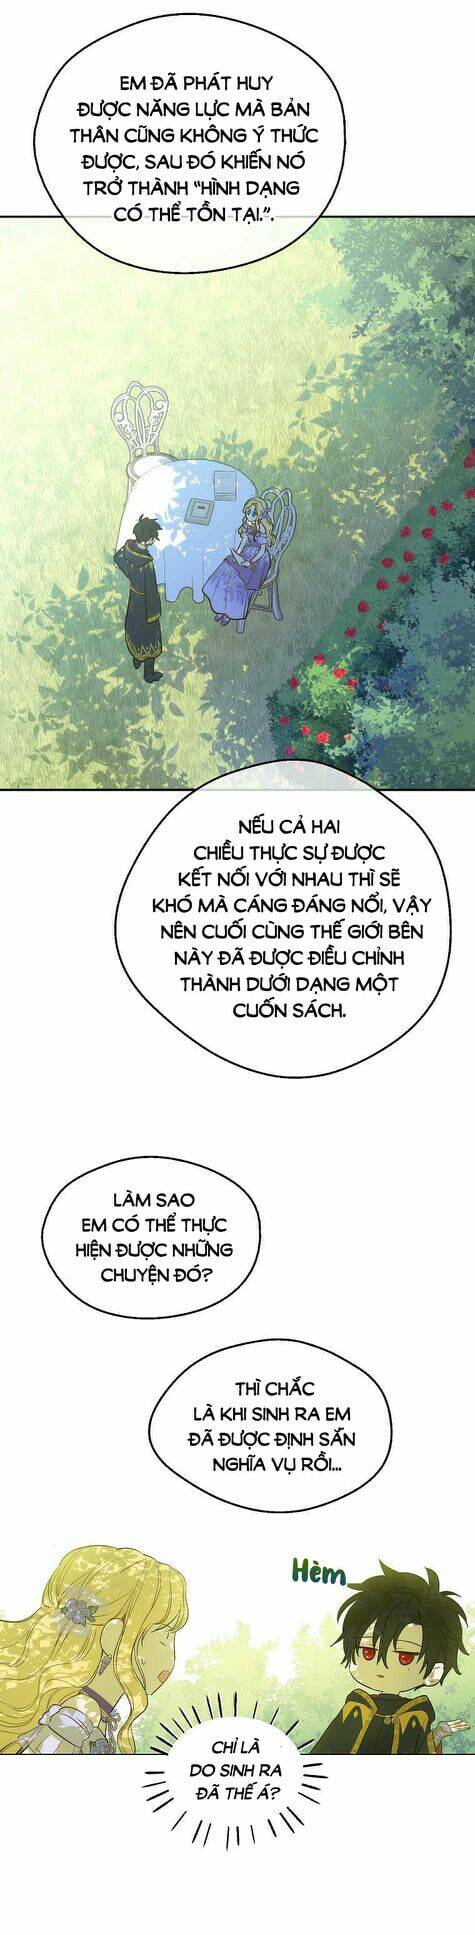 EM ĐÃ PHÁT HUY
ĐƯỢC NĂNG LỰC MÀ BẢN
THÂN CŨNG KHÔNG Ý THỨC
ĐƯỢC, SAU ĐÓ KHIẾN NÓ
TRỞ THÀNH “HÌNH DẠNG
CÓ THỂ TỒN TẠI.”.
NẾU CẢ HAI
CHIỀU THỰC SỰ ĐƯỢC
KẾT NỐI VỚI NHAU THÌ SẼ
KHÓ MÀ CÁNG ĐÁNG NỔI, VẬY
NÊN CUỐI CÙNG THẾ GIỚI BÊN
NÀY ĐÃ ĐƯỢC ĐIỀU CHỈNH
THÀNH DƯỚI DẠNG MỘT
CUỐN SÁCH.
LÀM SAO
EM CÓ THỂ THỰC
HIỆN ĐƯỢC NHỮNG
CHUYỆN ĐÓ?
THÌ CHẮC
LÀ KHI SINH RA EM
ĐÃ ĐƯỢC ĐỊNH SẴN
NGHĨA VỤ RỒI...
Hèm
CHỈ LÀ
DO SINH RA
ĐÃ THẾ Á?